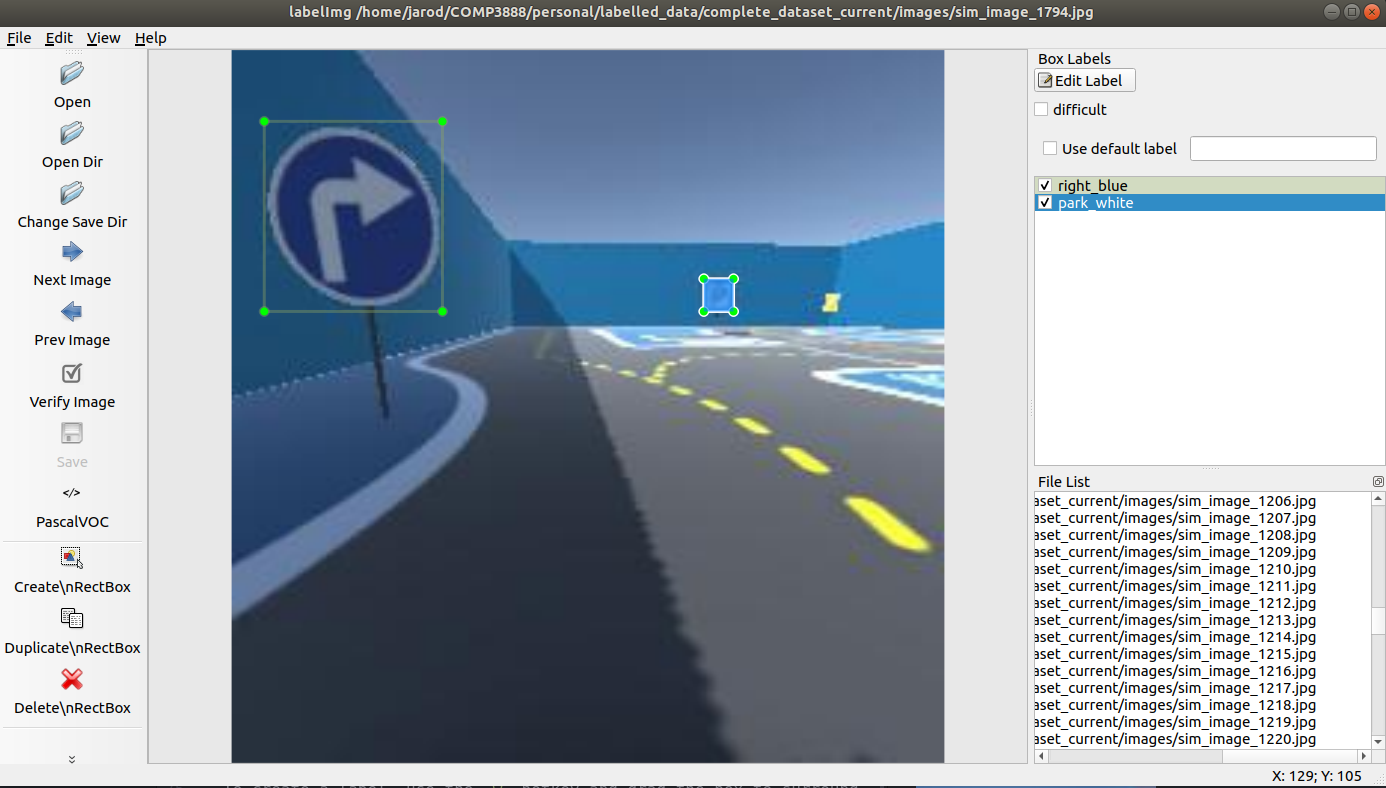 labelImg /home/jarod/COMP3888/personal/labelled_data/complete_dataset_current/images/sim_image_1794.jpg
File Edit View Help
Open
Open Dir
Change Save Dir
Next Image
Prev Image
Verify Image
Save
</>
PascalVOC
Create\nRectBox
Duplicate\nRectBox
Delete\nRectBox
Box Labels
Edit Label
difficult
Use default label
right_blue
park_white
File List
aset_current/images/sim_image_1206.jpg
aset_current/images/sim_image_1207.jpg
aset_current/images/sim_image_1208.jpg
aset_current/images/sim_image_1209.jpg
aset_current/images/sim_image_1210.jpg
aset_current/images/sim_image_1211.jpg
aset_current/images/sim_image_1212.jpg
aset_current/images/sim_image_1213.jpg
aset_current/images/sim_image_1214.jpg
aset_current/images/sim_image_1215.jpg
aset_current/images/sim_image_1216.jpg
aset_current/images/sim_image_1217.jpg
aset_current/images/sim_image_1218.jpg
aset_current/images/sim_image_1219.jpg
aset_current/images/sim_image_1220.jpg
X: 129; Y: 105